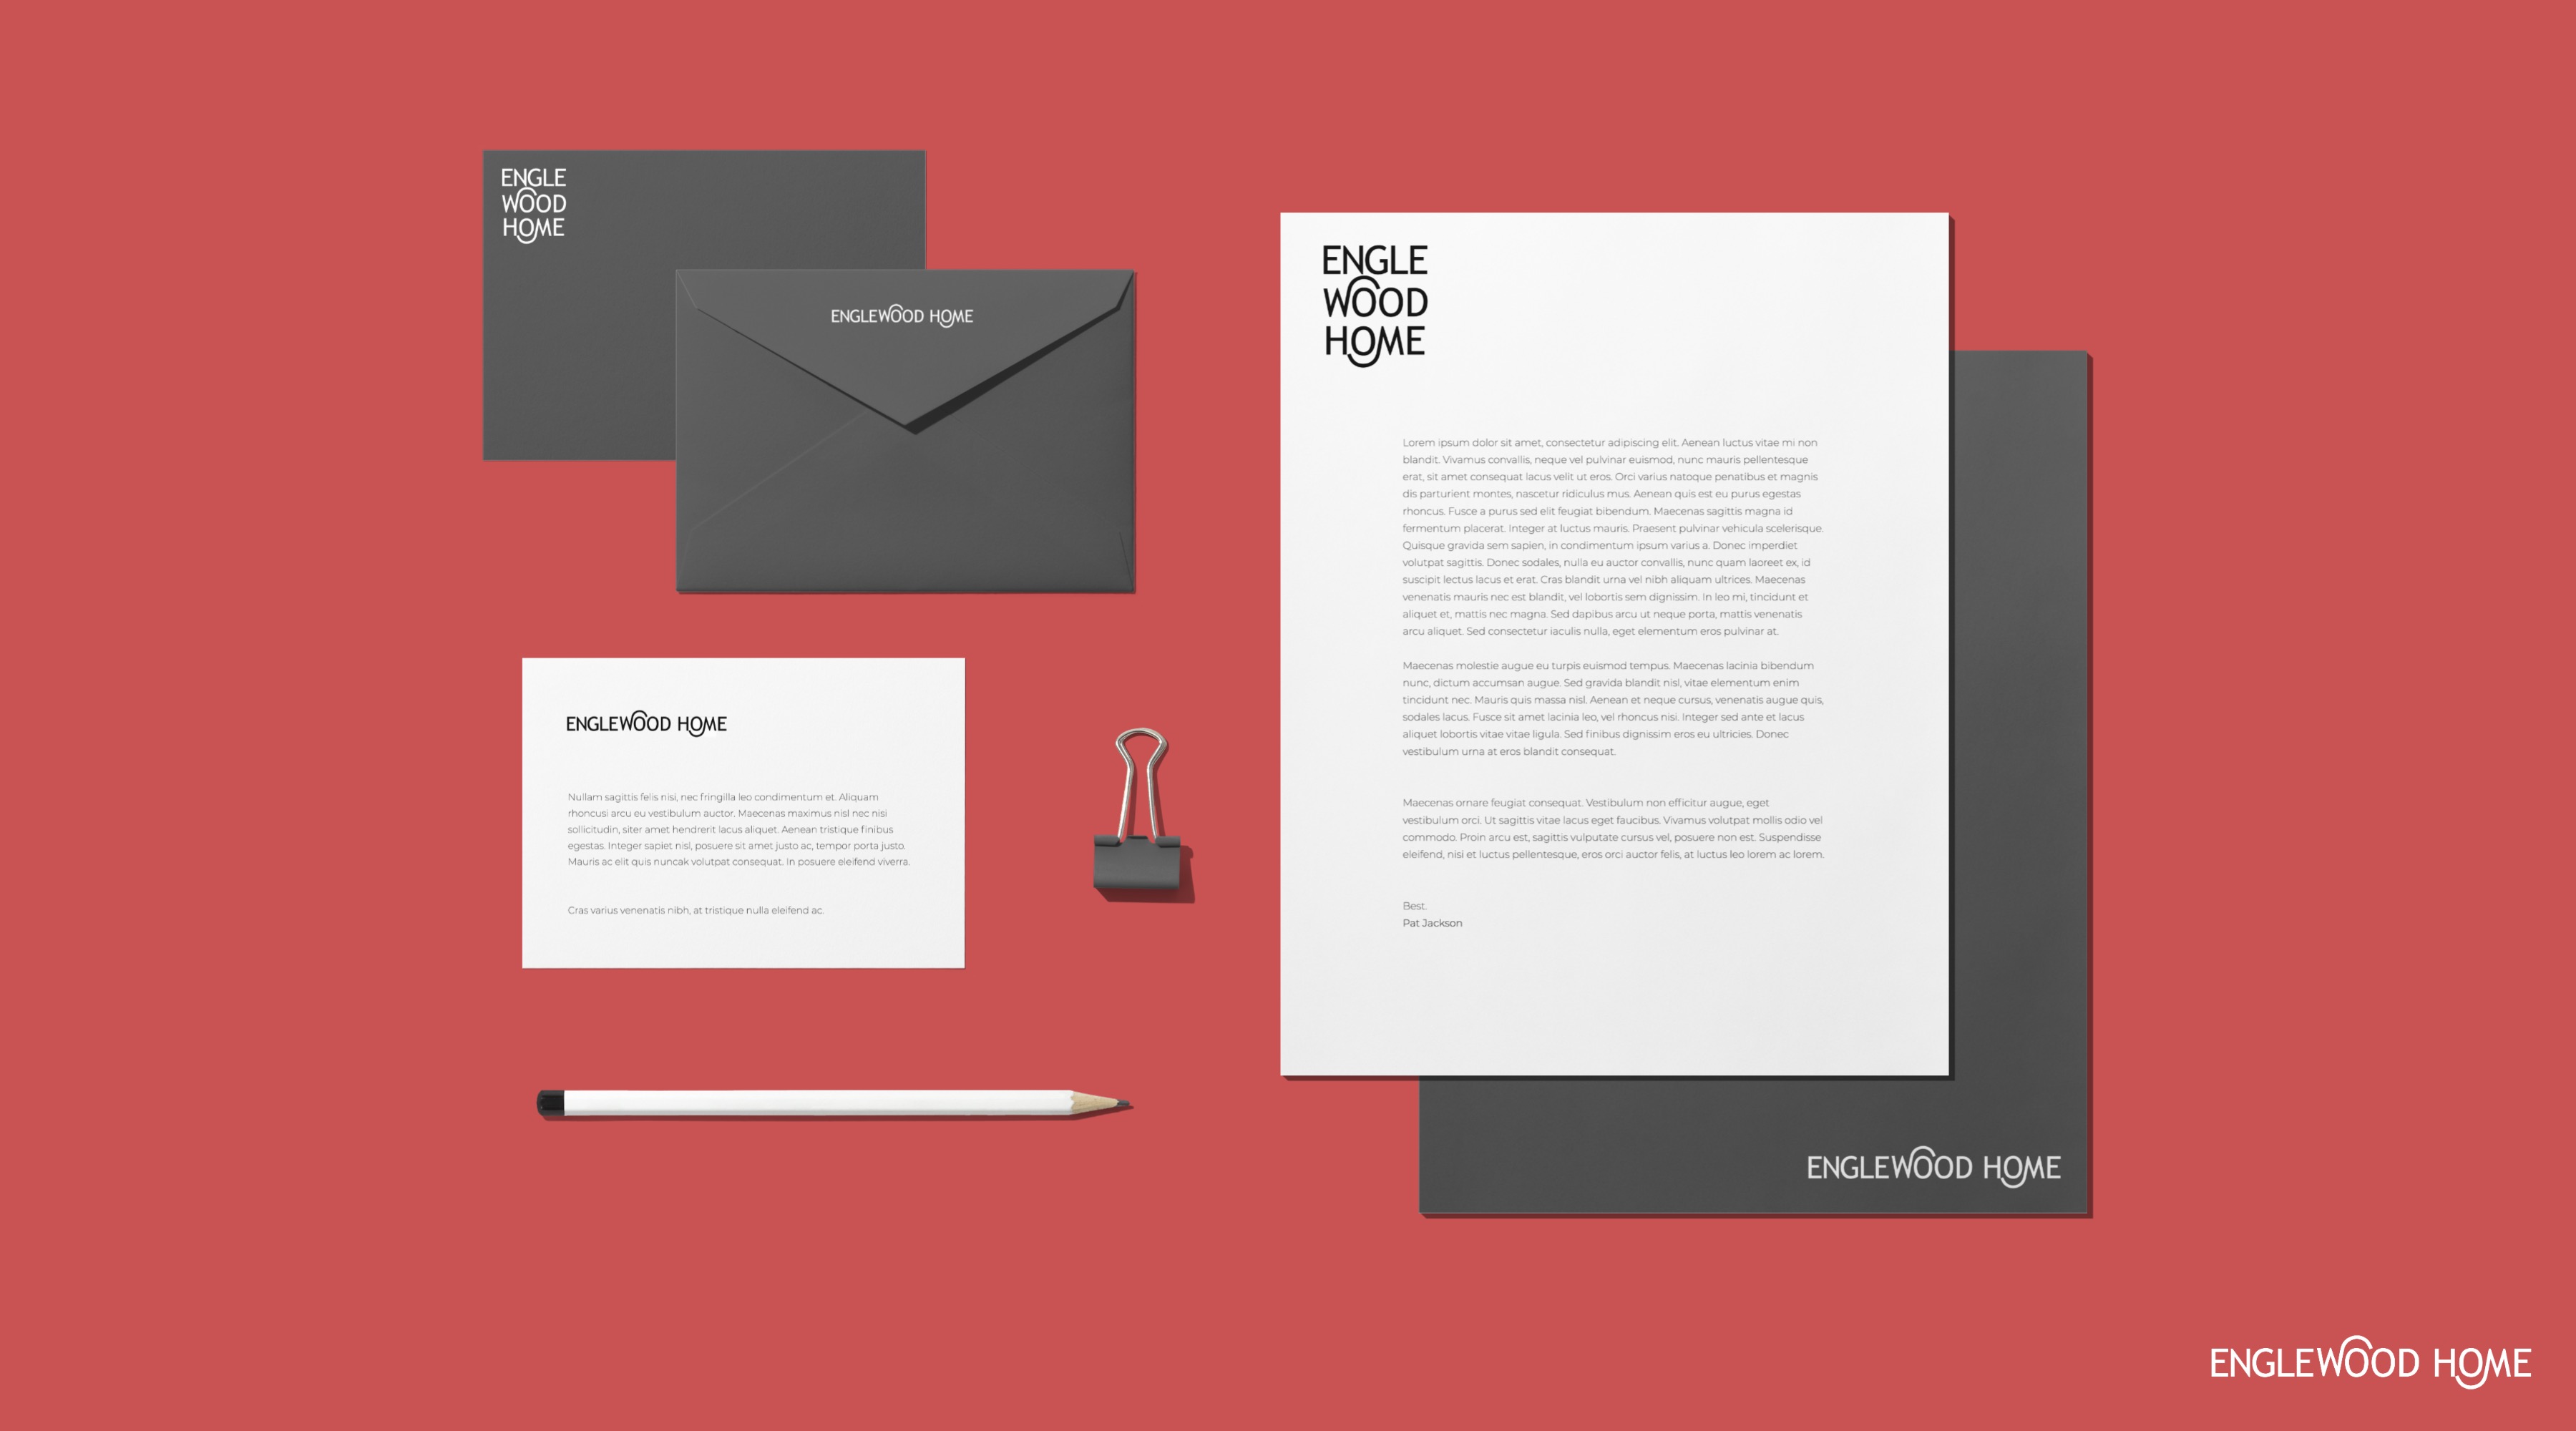 ENGLE
WOOD
HOME
ENGLEWOOD HOME
ENGLEWOOD HOME
Nullam sagittis felis nisi, nec fringilla leo condimentum et. Aliquam
rhoncusi arcu eu vestibulum auctor. Maecenas maximus nisl nec nisi
sollicitudin, siter amet hendrerit lacus aliquet. Aenean tristique finibus
egestas. Integer sapiet nisl, posuere sit amet justo ac, tempor porta justo.
Mauris ac elit quis nuncak volutpat consequat. In posuere eleifend viverra.
Cras varius venenatis nibh, at tristique nulla eleifend ac.
ENGLE
WOOD
HOME
Lorem ipsum dolor sit amet, consectetur adipiscing elit. Aenean luctus vitae mi non
blandit. Vivamus convallis, neque vel pulvinar euismod, nunc mauris pellentesque
erat, sit amet consequat lacus velit ut eros. Orci varius natoque penatibus et magnis
dis parturient montes, nascetur ridiculus mus. Aenean quis est eu purus egestas
rhoncus. Fusce a purus sed elit feugiat bibendum. Maecenas sagittis magna id
fermentum placerat. Integer at luctus mauris. Praesent pulvinar vehicula scelerisque.
Quisque gravida sem sapien, in condimentum ipsum varius a. Donec imperdiet
volutpat sagittis. Donec sodales, nulla eu auctor convallis, nunc quam laoreet ex, id
suscipit lectus lacus et erat. Cras blandit urna vel nibh aliquam ultrices. Maecenas
venenatis mauris nec est blandit, vel lobortis sem dignissim. In leo mi, tincidunt et
aliquet et, mattis nec magna. Sed dapibus arcu ut neque porta, mattis venenatis
arcu aliquet. Sed consectetur iaculis nulla, eget elementum eros pulvinar at.
Maecenas molestie augue eu turpis euismod tempus. Maecenas lacinia bibendum
nunc, dictum accumsan augue. Sed gravida blandit nisl, vitae elementum enim
tincidunt nec. Mauris quis massa nisl. Aenean et neque cursus, venenatis augue quis,
sodales lacus. Fusce sit amet lacinia leo, vel rhoncus nisi. Integer sed ante et lacus
aliquet lobortis vitae vitae ligula. Sed finibus dignissim eros eu ultricies. Donec
vestibulum urna at eros blandit consequat.
Maecenas ornare feugiat consequat. Vestibulum non efficitur augue, eget
vestibulum orci. Ut sagittis vitae lacus eget faucibus. Vivamus volutpat mollis odio vel
commodo. Proin arcu est, sagittis vulputate cursus vel, posuere non est. Suspendisse
eleifend, nisi et luctus pellentesque, eros orci auctor felis, at luctus leo lorem ac lorem.
Best.
Pat Jackson
ENGLEWOOD HOME
ENGLEWOOD HOME